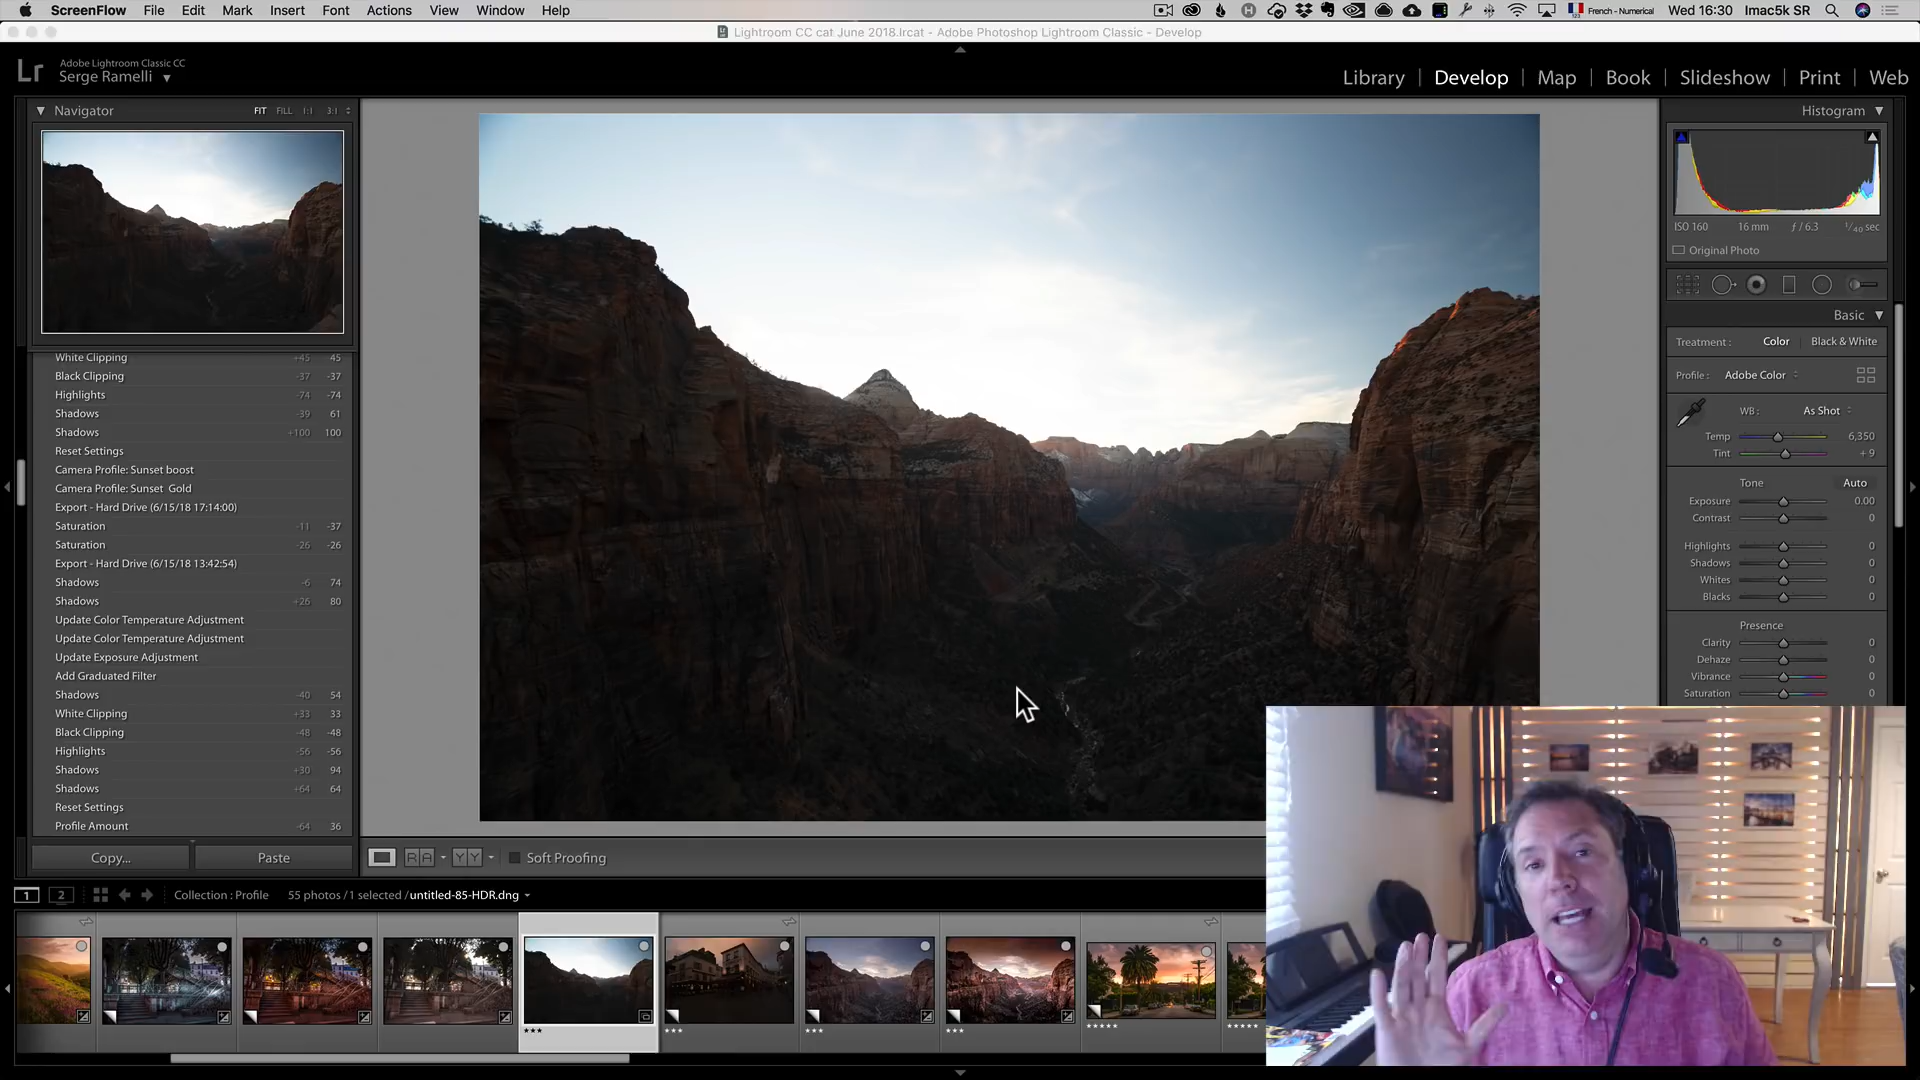 ScreenFlow File Edit Mark Insert Font Actions View Window Help French - Numerical Wed 16:30 Imac5k SR
Lightroom CC cat June 2018.lrcat - Adobe Photoshop Lightroom Classic - Develop
Lr Adobe Lightroom Classic CC
Serge Ramelli
Library | Develop | Map | Book | Slideshow | Print | Web
Navigator FIT FILL 1:1 3:1
White Clipping +45 45
Black Clipping -37 -37
Highlights -74 -74
Shadows -39 61
Shadows +100 100
Reset Settings
Camera Profile: Sunset boost
Camera Profile: Sunset Gold
Export - Hard Drive (6/15/18 17:14:00)
Saturation -11 -37
Saturation -26 -26
Export - Hard Drive (6/15/18 13:42:54)
Shadows -6 74
Shadows +26 80
Update Color Temperature Adjustment
Update Color Temperature Adjustment
Update Exposure Adjustment
Add Graduated Filter
Shadows -40 54
White Clipping +33 33
Black Clipping -48 -48
Highlights -56 -56
Shadows +30 94
Shadows +64 64
Reset Settings
Profile Amount -64 36
Copy... Paste
Histogram
ISO 160 16 mm ƒ / 6.3 1/40 sec
Original Photo
Basic
Treatment : Color | Black & White
Profile : Adobe Color
WB : As Shot
Temp 6,350
Tint + 9
Tone Auto
Exposure 0.00
Contrast 0
Highlights 0
Shadows 0
Whites 0
Blacks 0
Presence
Clarity 0
Dehaze 0
Vibrance 0
Saturation 0
R A Y Y Soft Proofing
1 2 Collection : Profile 55 photos / 1 selected / untitled-85-HDR.dng